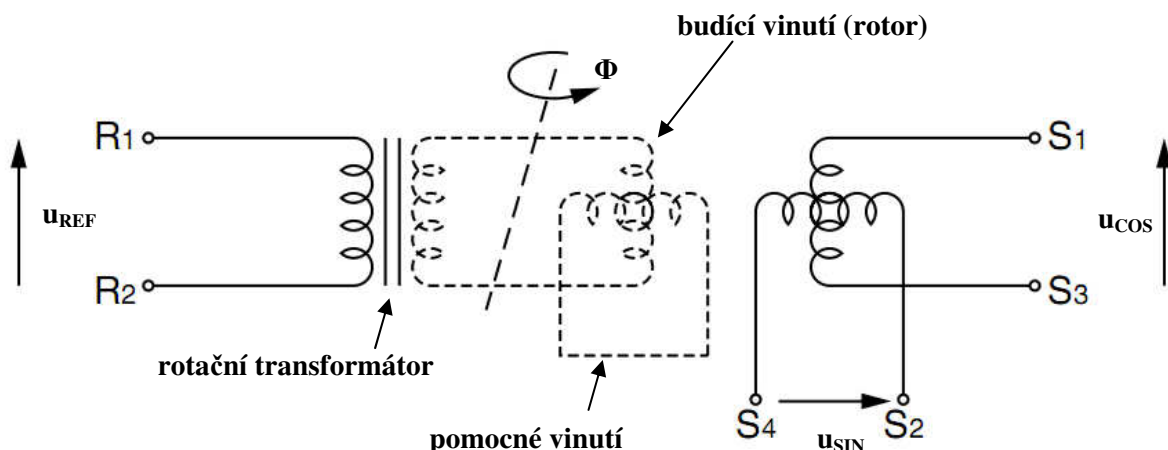 budící vinutí (rotor)
Φ
R1
S1
uREF
uCOS
R2
S3
rotační transformátor
S4
S2
pomocné vinutí
uSIN